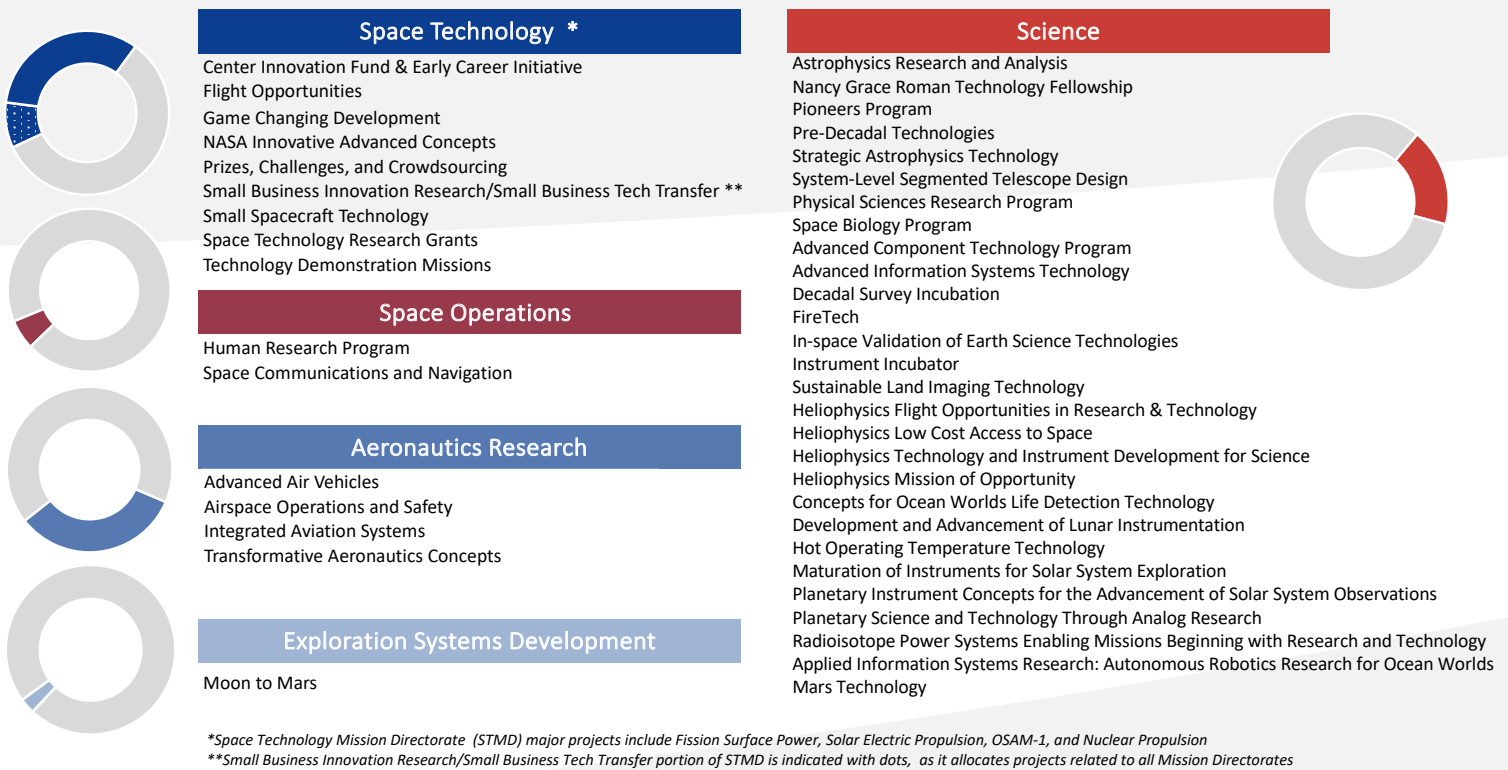 Space Technology *
Center Innovation Fund & Early Career Initiative
Flight Opportunities
Game Changing Development
NASA Innovative Advanced Concepts
Prizes, Challenges, and Crowdsourcing
Small Business Innovation Research/Small Business Tech Transfer **
Small Spacecraft Technology
Space Technology Research Grants
Technology Demonstration Missions
Space Operations
Human Research Program
Space Communications and Navigation
Aeronautics Research
Advanced Air Vehicles
Airspace Operations and Safety
Integrated Aviation Systems
Transformative Aeronautics Concepts
Exploration Systems Development
Moon to Mars
Science
Astrophysics Research and Analysis
Nancy Grace Roman Technology Fellowship
Pioneers Program
Pre-Decadal Technologies
Strategic Astrophysics Technology
System-Level Segmented Telescope Design
Physical Sciences Research Program
Space Biology Program
Advanced Component Technology Program
Advanced Information Systems Technology
Decadal Survey Incubation
FireTech
In-space Validation of Earth Science Technologies
Instrument Incubator
Sustainable Land Imaging Technology
Heliophysics Flight Opportunities in Research & Technology
Heliophysics Low Cost Access to Space
Heliophysics Technology and Instrument Development for Science
Heliophysics Mission of Opportunity
Concepts for Ocean Worlds Life Detection Technology
Development and Advancement of Lunar Instrumentation
Hot Operating Temperature Technology
Maturation of Instruments for Solar System Exploration
Planetary Instrument Concepts for the Advancement of Solar System Observations
Planetary Science and Technology Through Analog Research
Radioisotope Power Systems Enabling Missions Beginning with Research and Technology
Applied Information Systems Research: Autonomous Robotics Research for Ocean Worlds
Mars Technology
*Space Technology Mission Directorate (STMD) major projects include Fission Surface Power, Solar Electric Propulsion, OSAM-1, and Nuclear Propulsion
**Small Business Innovation Research/Small Business Tech Transfer portion of STMD is indicated with dots, as it allocates projects related to all Mission Directorates